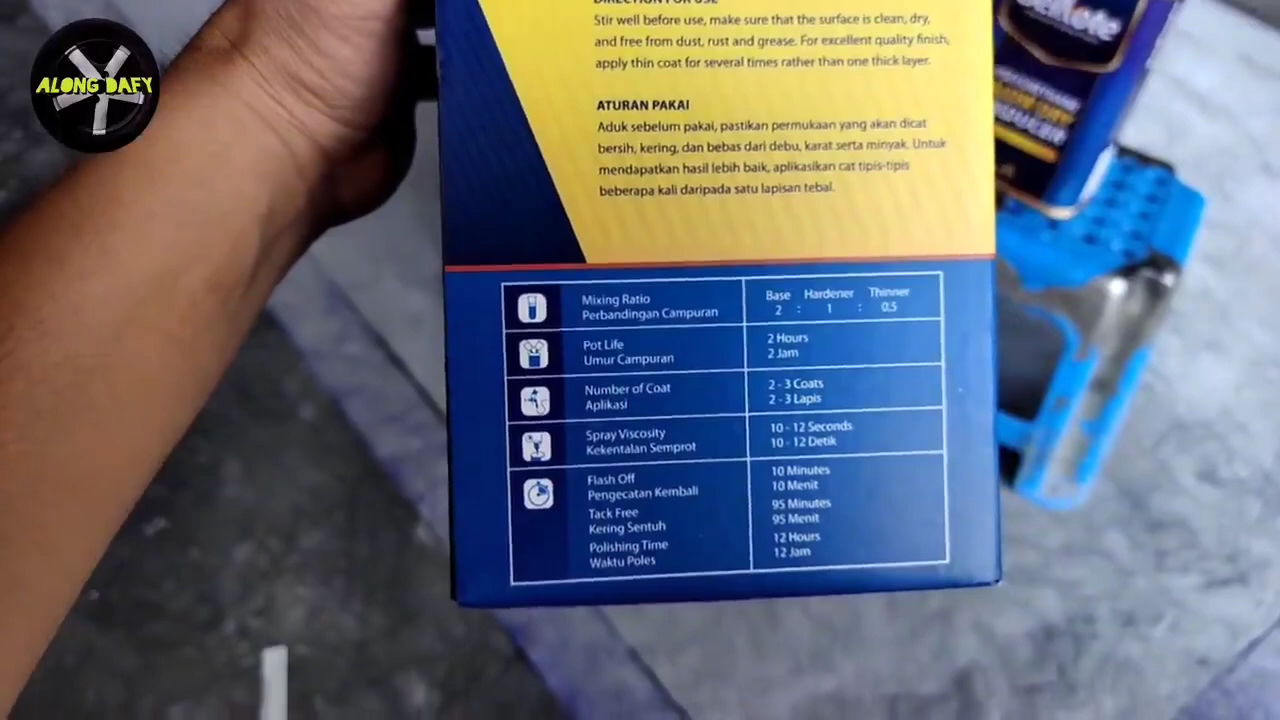 ALONG DAFY
DIRECTION FOR USE
Stir well before use, make sure that the surface is clean, dry,
and free from dust, rust and grease. For excellent quality finish,
apply thin coat for several times rather than one thick layer.
ATURAN PAKAI
Aduk sebelum pakai, pastikan permukaan yang akan dicat
bersih, kering, dan bebas dari debu, karat serta minyak. Untuk
mendapatkan hasil lebih baik, aplikasikan cat tipis-tipis
beberapa kali daripada satu lapisan tebal.
Mixing Ratio
Perbandingan Campuran
Base Hardener Thinner
2 : 1 : 0.5
Pot Life
Umur Campuran
2 Hours
2 Jam
Number of Coat
Aplikasi
2 - 3 Coats
2 - 3 Lapis
Spray Viscosity
Kekentalan Semprot
10 - 12 Seconds
10 - 12 Detik
Flash Off
Pengecatan Kembali
10 Minutes
10 Menit
Tack Free
Kering Sentuh
95 Minutes
95 Menit
Polishing Time
Waktu Poles
12 Hours
12 Jam